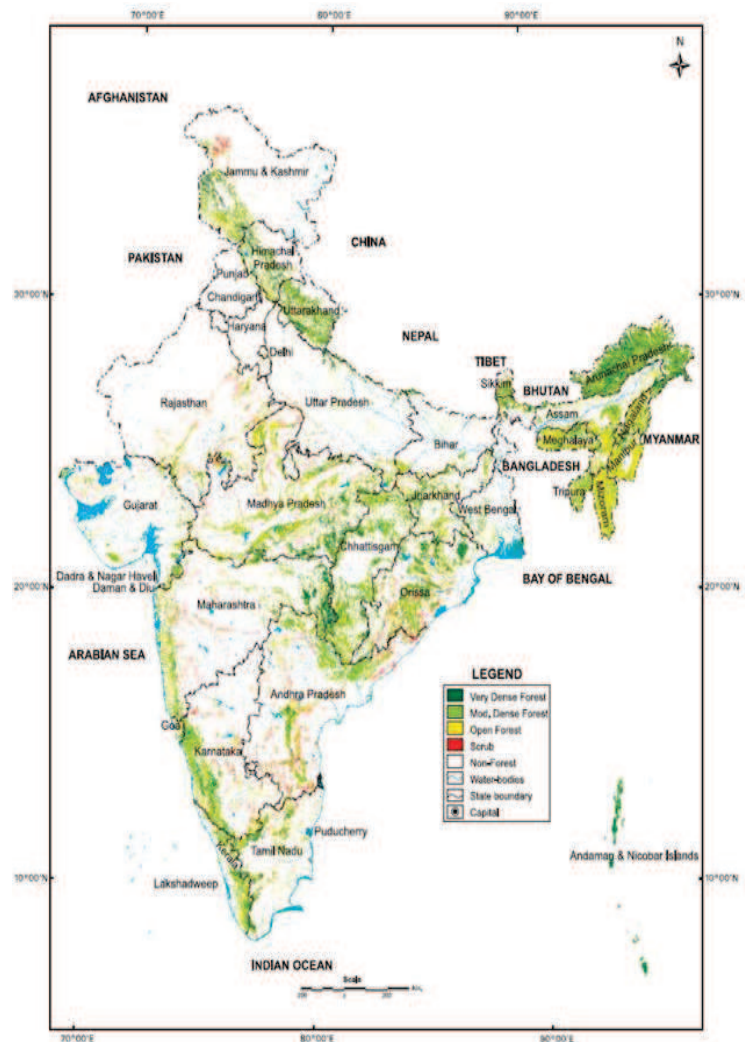 70°00'E
80°00'E
90°00'E
N
AFGHANISTAN
Jammu & Kashmir
CHINA
PAKISTAN
Himachal
Pradesh
Punjab
30°00'N
30°00'N
Chandigarh
Uttarakhand
Haryana
NEPAL
Delhi
TIBET
Arunachal Pradesh
Sikkim
BHUTAN
Rajasthan
Uttar Pradesh
Assam
Nagaland
Bihar
Meghalaya
MYANMAR
Manipur
BANGLADESH
Gujarat
Madhya Pradesh
Jharkhand
West Bengal
Tripura
Mizoram
Chhattisgarh
Dadra & Nagar Haveli
Daman & Diu
20°00'N
20°00'N
BAY OF BENGAL
Maharashtra
Orissa
ARABIAN SEA
LEGEND
Very Dense Forest
Mod, Dense Forest
Open Forest
Scrub
Non-Forest
Water-bodies
State boundary
Capital
Andhra Pradesh
Goa
Karnataka
Puducherry
Kerala
Tamil Nadu
Andaman & Nicobar Islands
Lakshadweep
10°00'N
10°00'N
INDIAN OCEAN
Scale
70°00'E
80°00'E
90°00'E